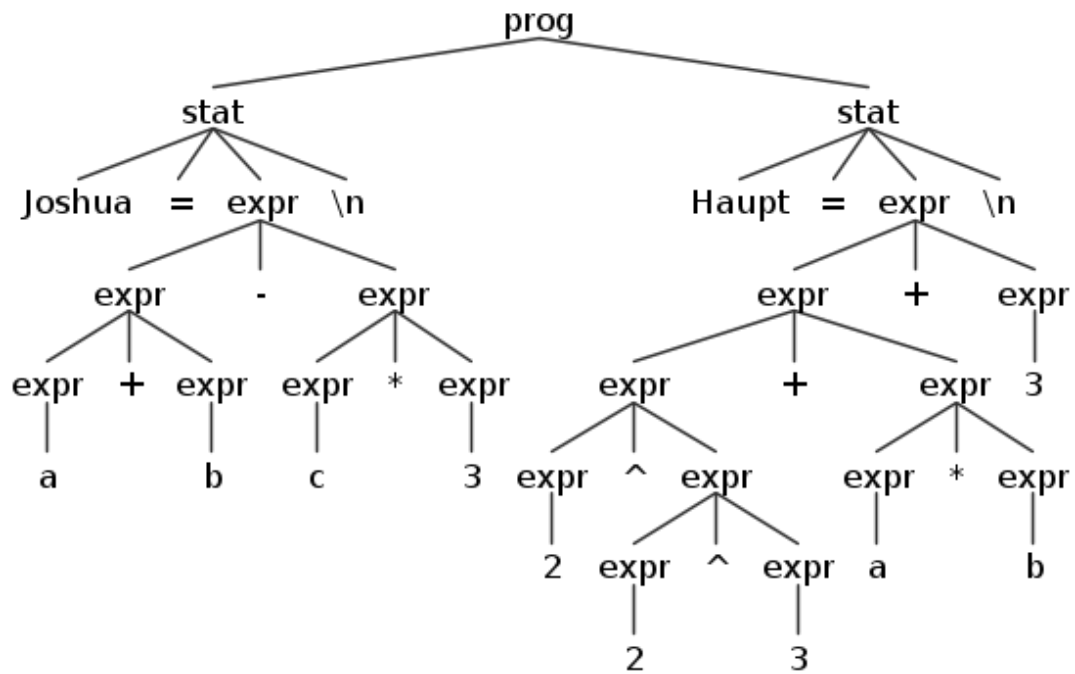 prog
stat stat
Joshua = expr \n Haupt = expr \n
expr - expr expr + expr
expr + expr expr * expr expr + expr 3
a b c 3 expr ^ expr expr * expr
2 expr ^ expr a b
2 3